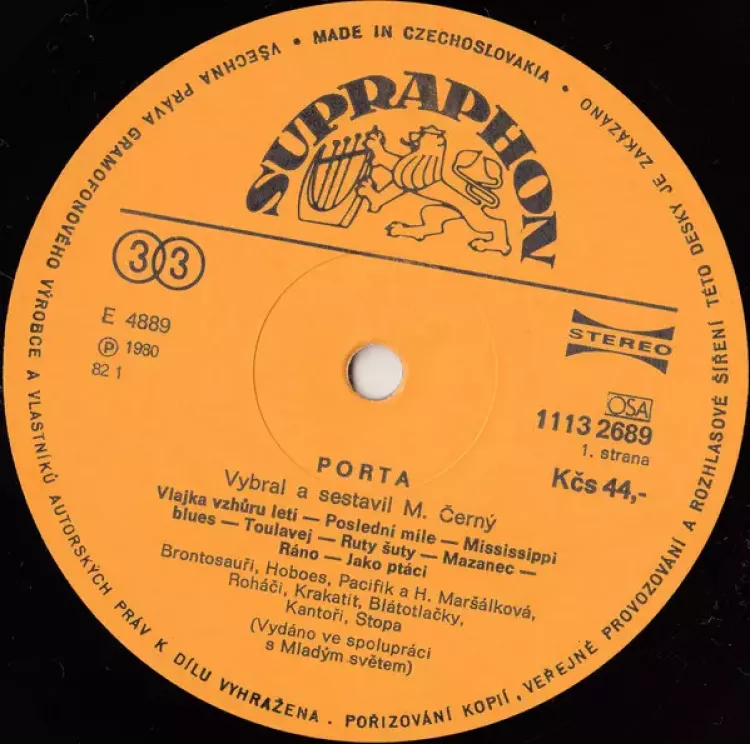 VŠECHNA PRÁVA GRAMOFONOVÉHO VÝROBCE A VLASTNÍKŮ AUTORSKÝCH PRÁV K DÍLU VYHRAŽENA. POŘIZOVÁNÍ KOPIÍ, VEŘEJNÉ PROVOZOVÁNÍ A ROZHLASOVÉ ŠÍŘENÍ TÉTO DESKY JE ZAKÁZANO
• MADE IN CZECHOSLOVAKIA •
SUPRAPHON
33
STEREO
E 4889
Ⓟ 1980
82 1
OSA
1113 2689
1. strana
Kčs 44,-
PORTA
Vybral a sestavil M. Černý
Vlajka vzhůru letí — Poslední míle — Mississippi
blues — Toulavej — Ruty šuty — Mazanec —
Ráno — Jako ptáci
Brontosauři, Hoboes, Pacifik a H. Maršálková,
Roháči, Krakatit, Blátotlačky,
Kantoři, Stopa
(Vydáno ve spolupráci
s Mladým světem)